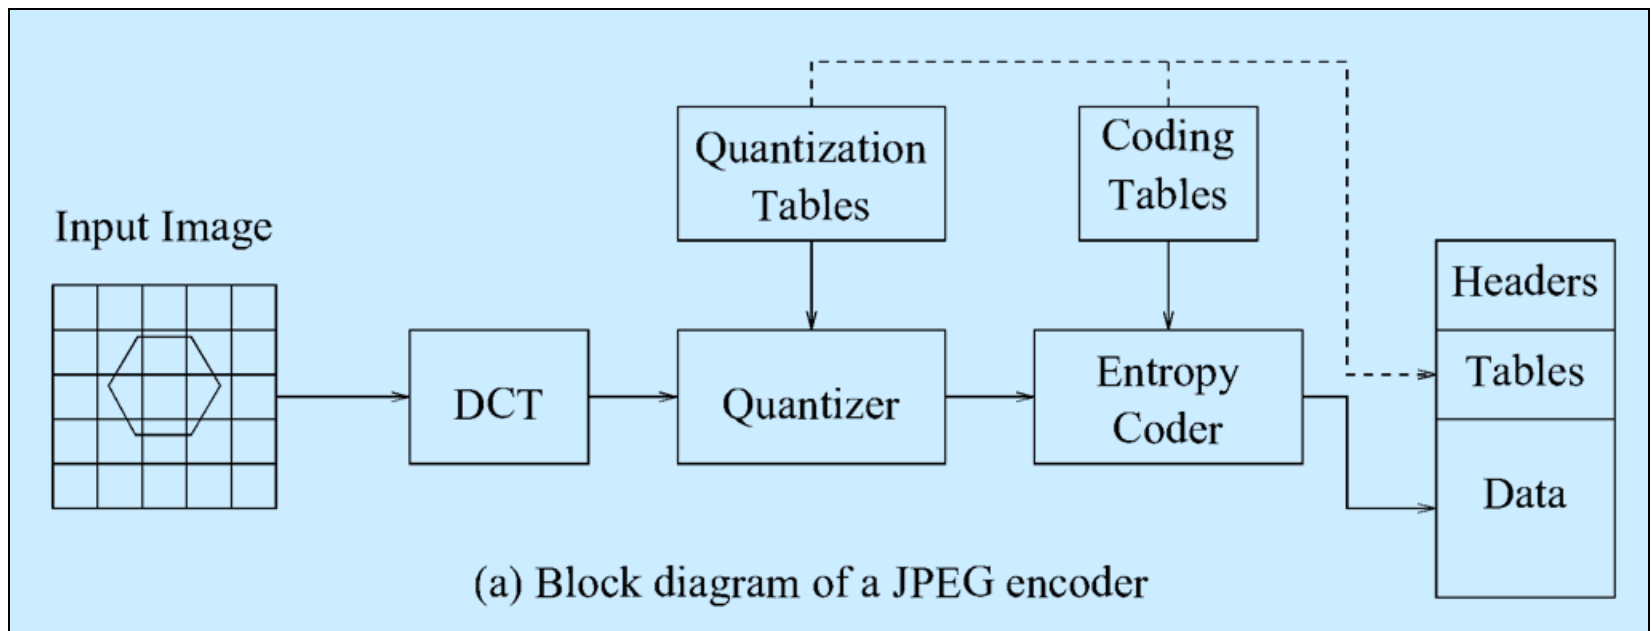 Quantization
Tables
Coding
Tables
Input Image
Headers
Tables
Data
DCT
Quantizer
Entropy
Coder
(a) Block diagram of a JPEG encoder